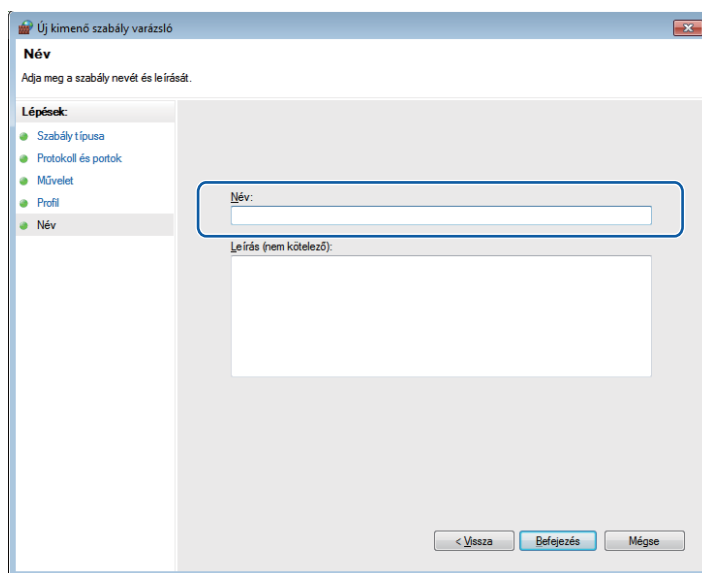 Új kimenő szabály varázsló
Név
Adja meg a szabály nevét és leírását.
Lépések:
Szabály típusa
Protokoll és portok
Művelet
Profil
Név
Név:
Leírás (nem kötelező):
< Vissza
Befejezés
Mégse